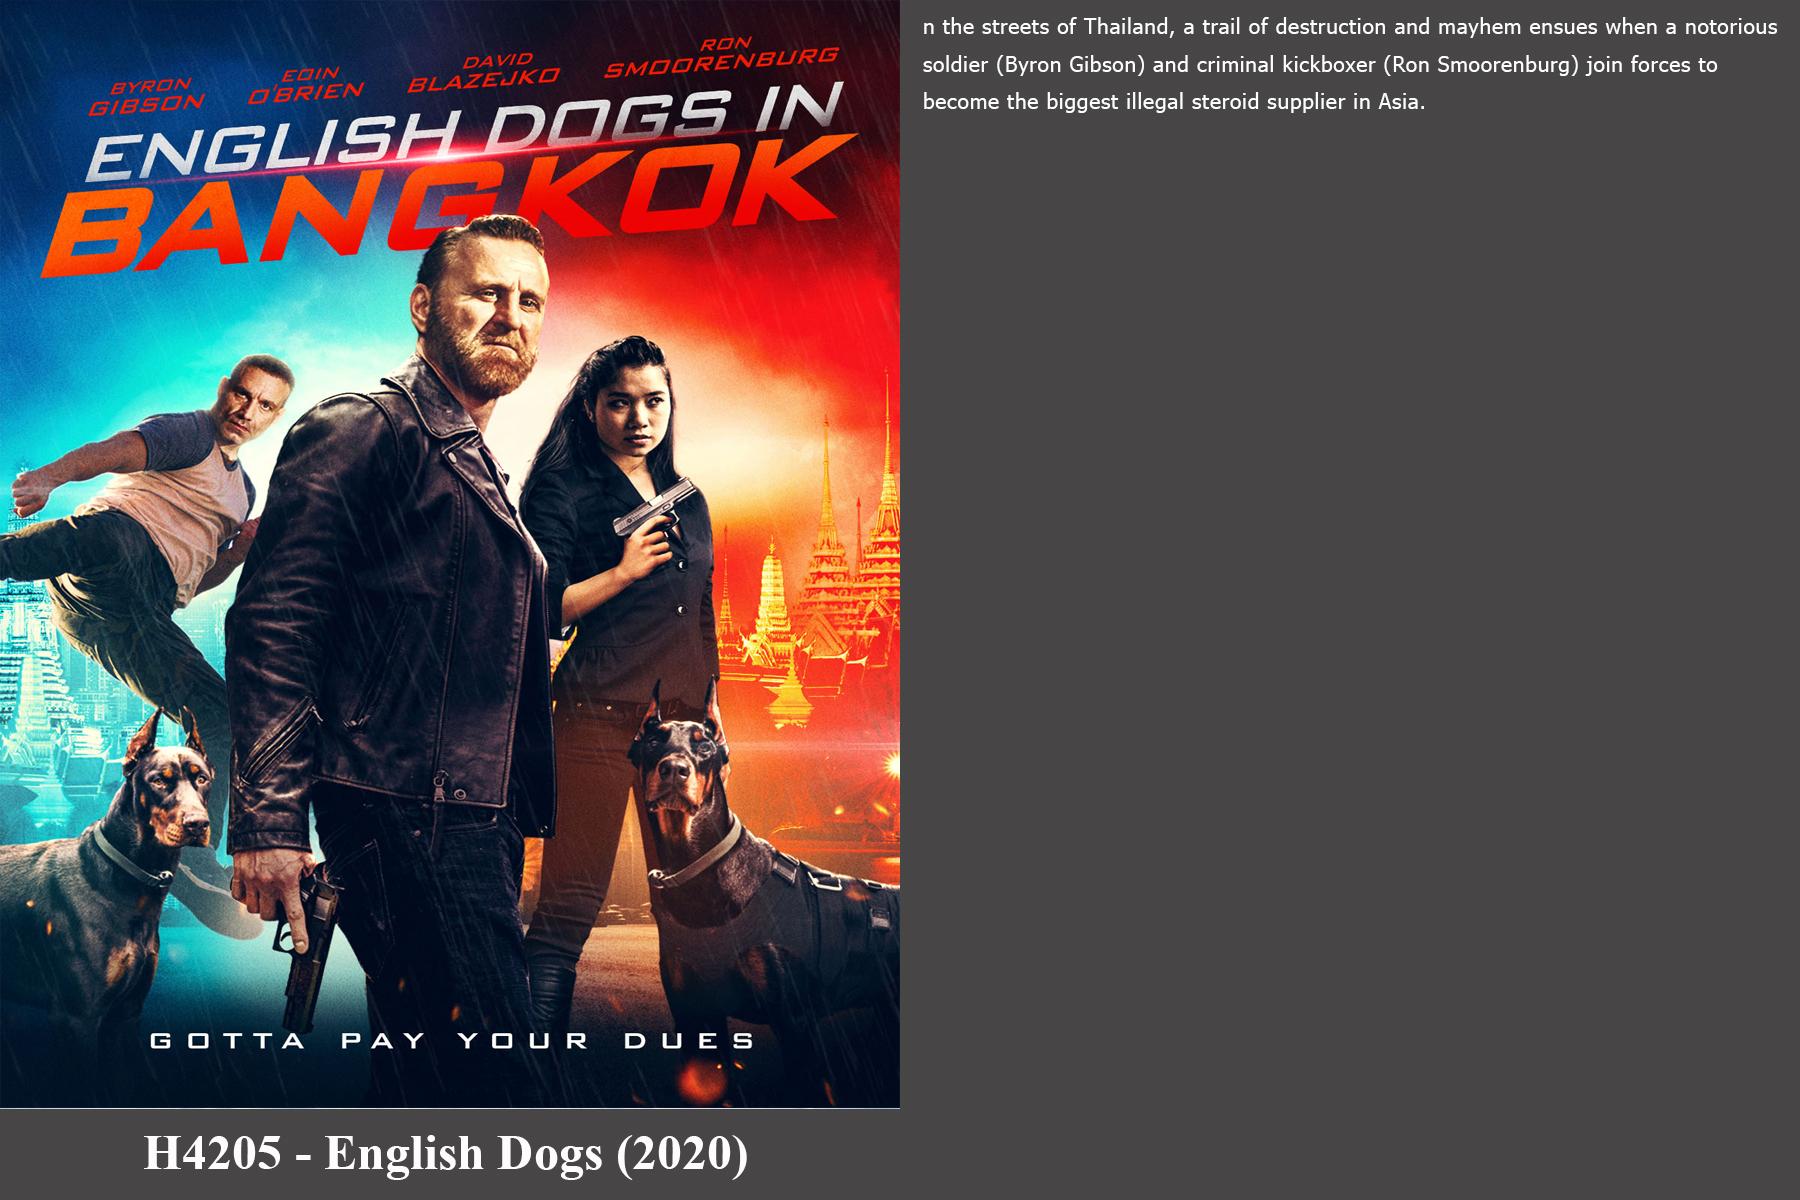 BYRON GIBSON
EOIN O'BRIEN
DAVID BLAZEJKO
RON SMOORENBURG
ENGLISH DOGS IN
BANGKOK
GOTTA PAY YOUR DUES
H4205 - English Dogs (2020)
n the streets of Thailand, a trail of destruction and mayhem ensues when a notorious
soldier (Byron Gibson) and criminal kickboxer (Ron Smoorenburg) join forces to
become the biggest illegal steroid supplier in Asia.